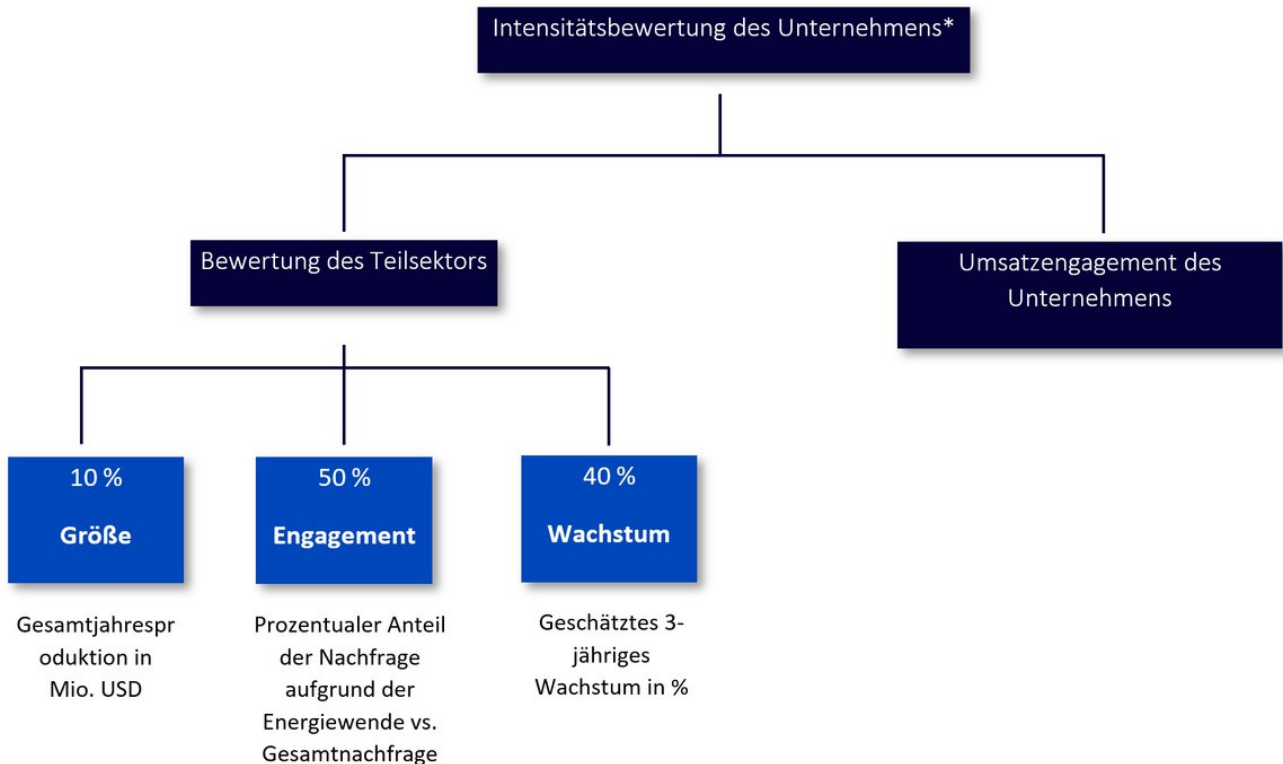 Intensitätsbewertung des Unternehmens*
Bewertung des Teilsektors
Umsatzengagement des
Unternehmens
10 %
Größe
50 %
Engagement
40 %
Wachstum
Gesamtjahrespr
oduktion in
Mio. USD
Prozentualer Anteil
der Nachfrage
aufgrund der
Energiewende vs.
Gesamtnachfrage
Geschätztes 3-
jähriges
Wachstum in %